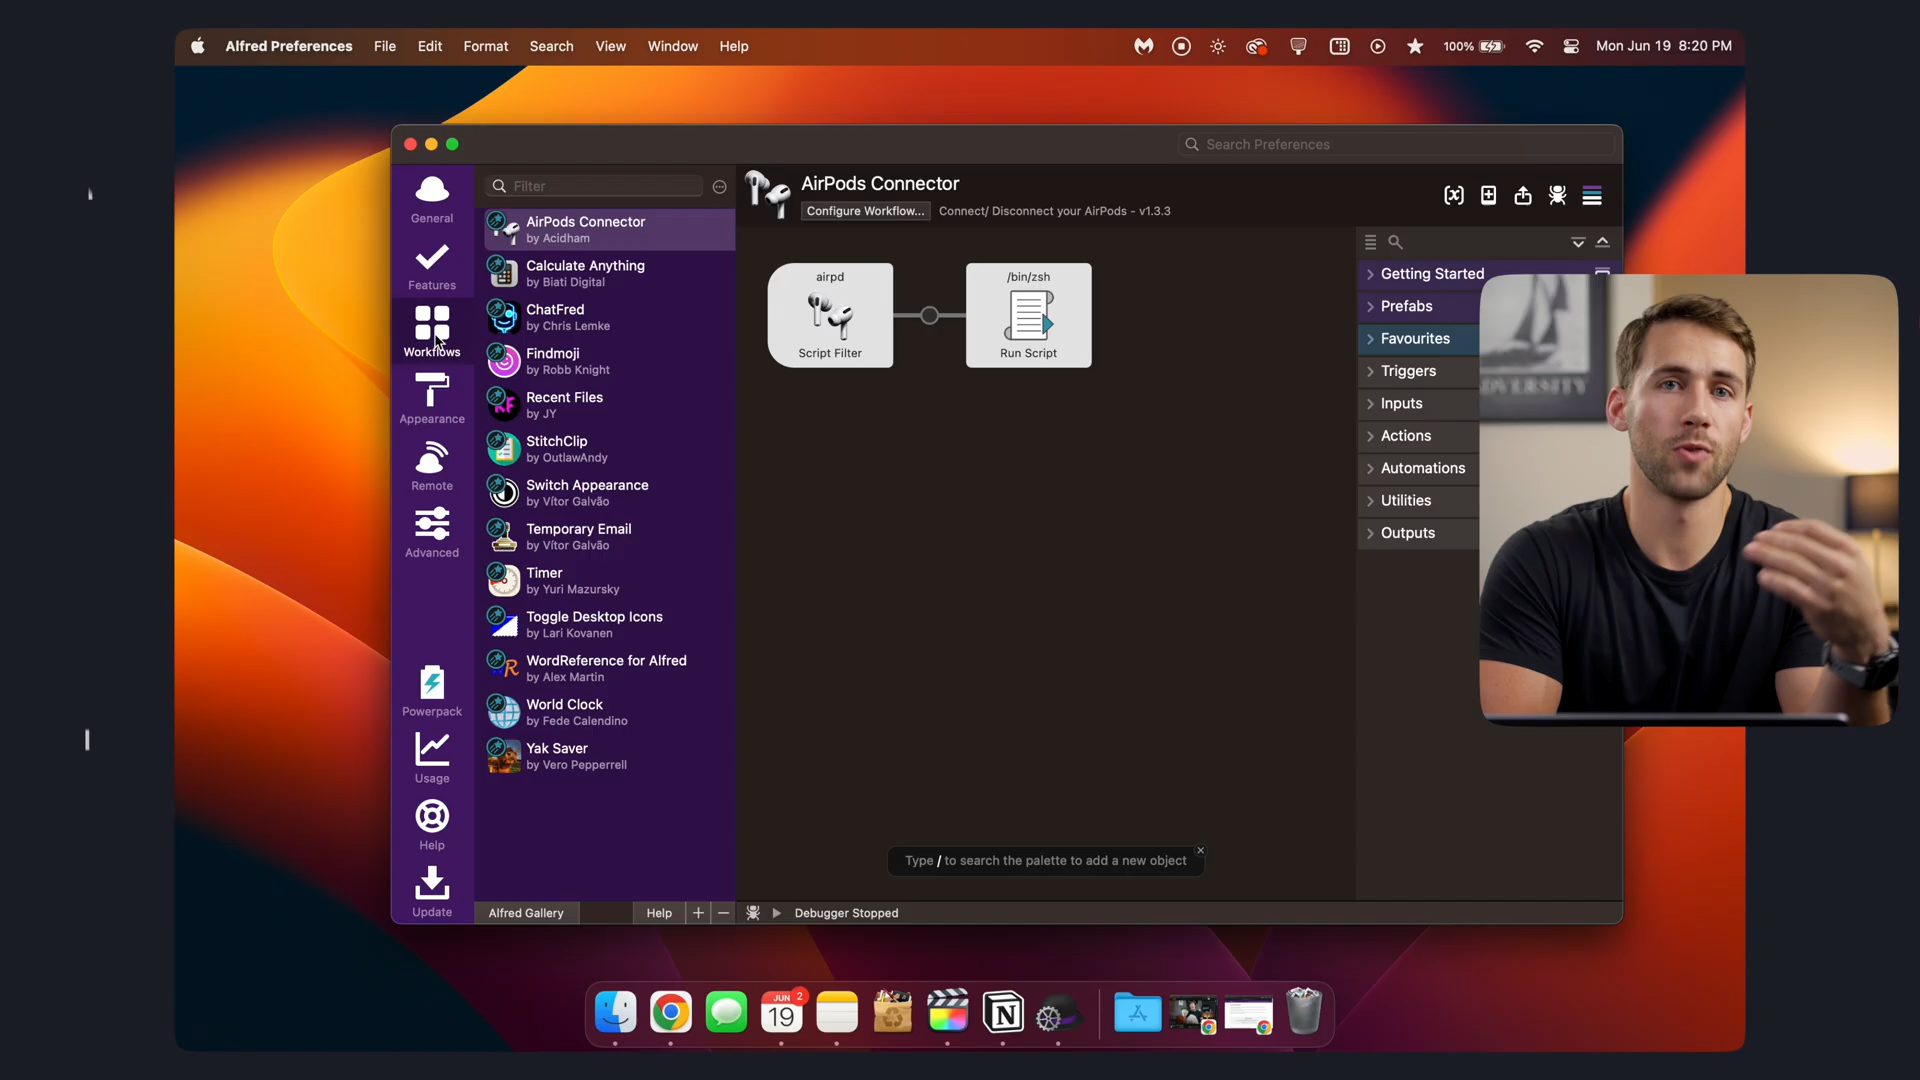 Alfred Preferences File Edit Format Search View Window Help
100% Mon Jun 19 8:20 PM
Search Preferences
General
Features
Workflows
Appearance
Remote
Advanced
Powerpack
Usage
Help
Update
Filter
AirPods Connector
by Acidham
Calculate Anything
by Biati Digital
ChatFred
by Chris Lemke
Findmoji
by Robb Knight
Recent Files
by JY
StitchClip
by OutlawAndy
Switch Appearance
by Vítor Galvão
Temporary Email
by Vítor Galvão
Timer
by Yuri Mazursky
Toggle Desktop Icons
by Lari Kovanen
WordReference for Alfred
by Alex Martin
World Clock
by Fede Calendino
Yak Saver
by Vero Pepperrell
Alfred Gallery Help + −
AirPods Connector
Configure Workflow... Connect/ Disconnect your AirPods - v1.3.3
{x}
airpd
Script Filter
/bin/zsh
Run Script
Getting Started
Prefabs
Favourites
Triggers
Inputs
Actions
Automations
Utilities
Outputs
DVERSITY
Type / to search the palette to add a new object
Debugger Stopped
JUN 2
19